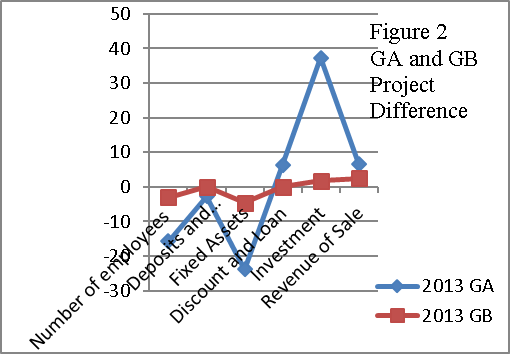 50
40
30
20
10
0
-10
-20
-30
Figure 2
GA and GB
Project
Difference
Number of employees
Deposits and...
Fixed Assets
Discount and Loan
Investment
Revenue of Sale
2013 GA
2013 GB